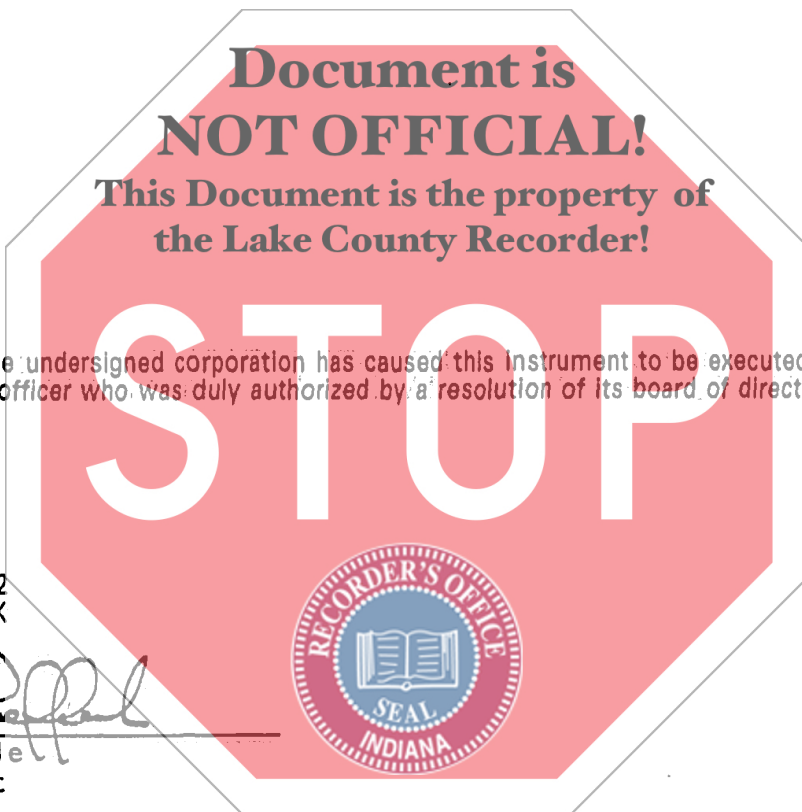 Document is
NOT OFFICIAL!
This Document is the property of
the Lake County Recorder!
STOP
e undersigned corporation has caused this instrument to be executed
officer who was duly authorized by a resolution of its board of direct
RECORDER'S OFFICE
SEAL
INDIANA